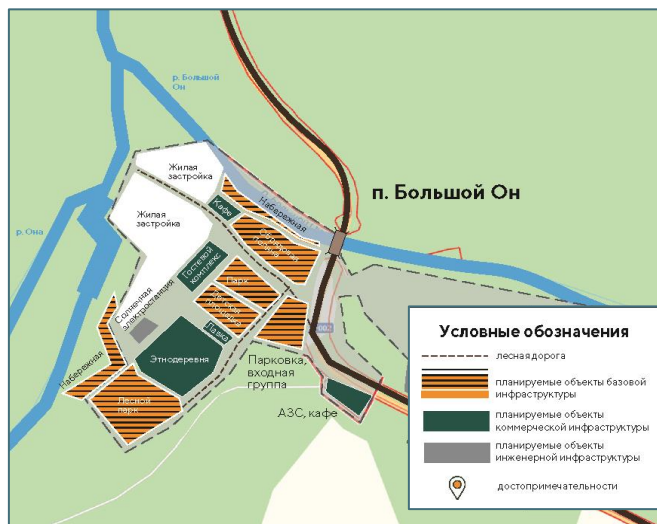 р. Большой
Он
п. Большой Он
Жилая
застройка
Набережная
Кафе
Жилая
застройка
р. Она
Гостевой
комплекс
Парк
Солнечная
электростанция
Лавка
Этнодеревня
Набережная
Лесной
парк
Парковка,
входная
группа
АЗС, кафе
Условные обозначения
лесная дорога
планируемые объекты базовой
инфраструктуры
планируемые объекты
коммерческой инфраструктуры
планируемые объекты
инженерной инфраструктуры
достопримечательности